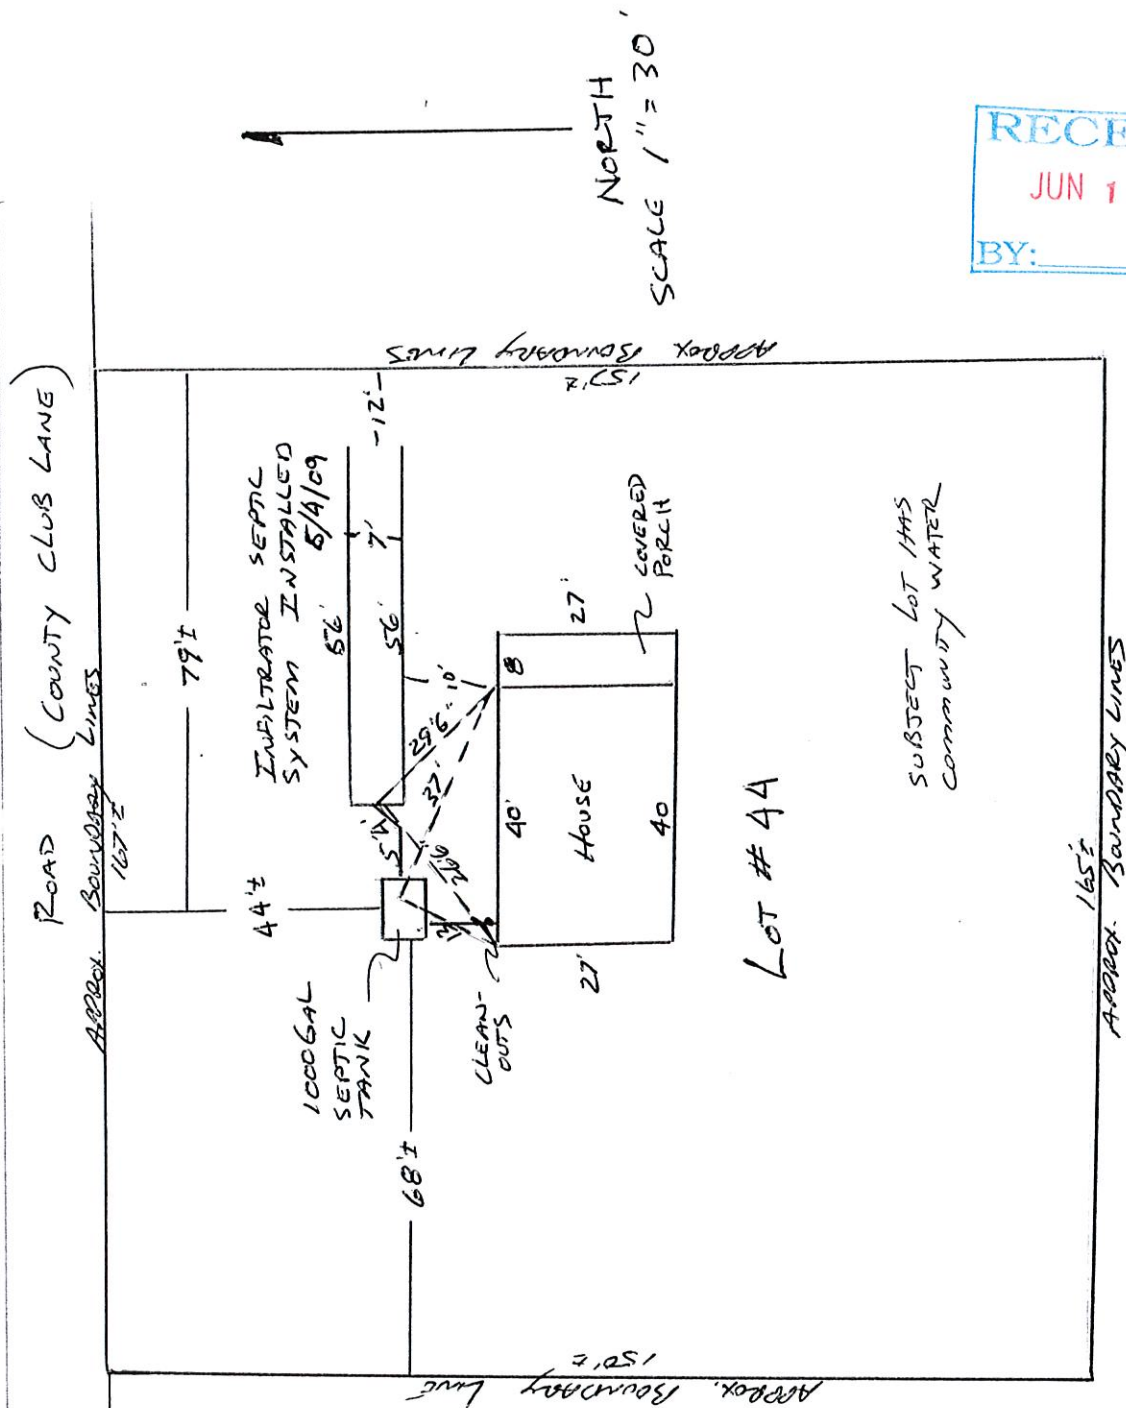 ROAD (COUNTY CLUB LANE)
APPROX. BOUNDARY LINES
167'±
79'±
44'±
INFILTRATOR SEPTIC
SYSTEM INSTALLED
5/4/09
56'
7'
56'
-12'-
10'
29'6"
37'
5'
26'6"
1000GAL
SEPTIC
TANK
CLEAN-
OUTS
68'±
40'
HOUSE
40
27'
8
27'
COVERED
PORCH
LOT # 44
SUBJECT LOT HAS
COMMUNITY WATER
165'±
APPROX. BOUNDARY LINES
150'±
APPROX. BOUNDARY LINE
APPROX BOUNDARY LINES
NORTH
SCALE 1" = 30'
RECE
JUN 1
BY: